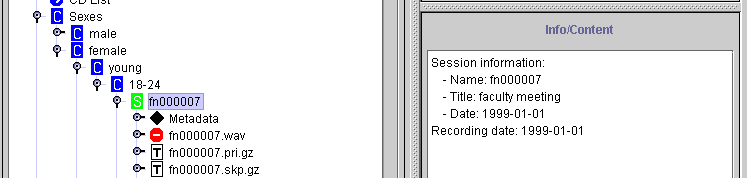 CD List
C Sexes
C male
C female
C young
C 18-24
S fn000007
Metadata
fn000007.wav
T fn000007.pri.gz
T fn000007.skp.gz
Info/Content
Session information:
- Name: fn000007
- Title: faculty meeting
- Date: 1999-01-01
Recording date: 1999-01-01